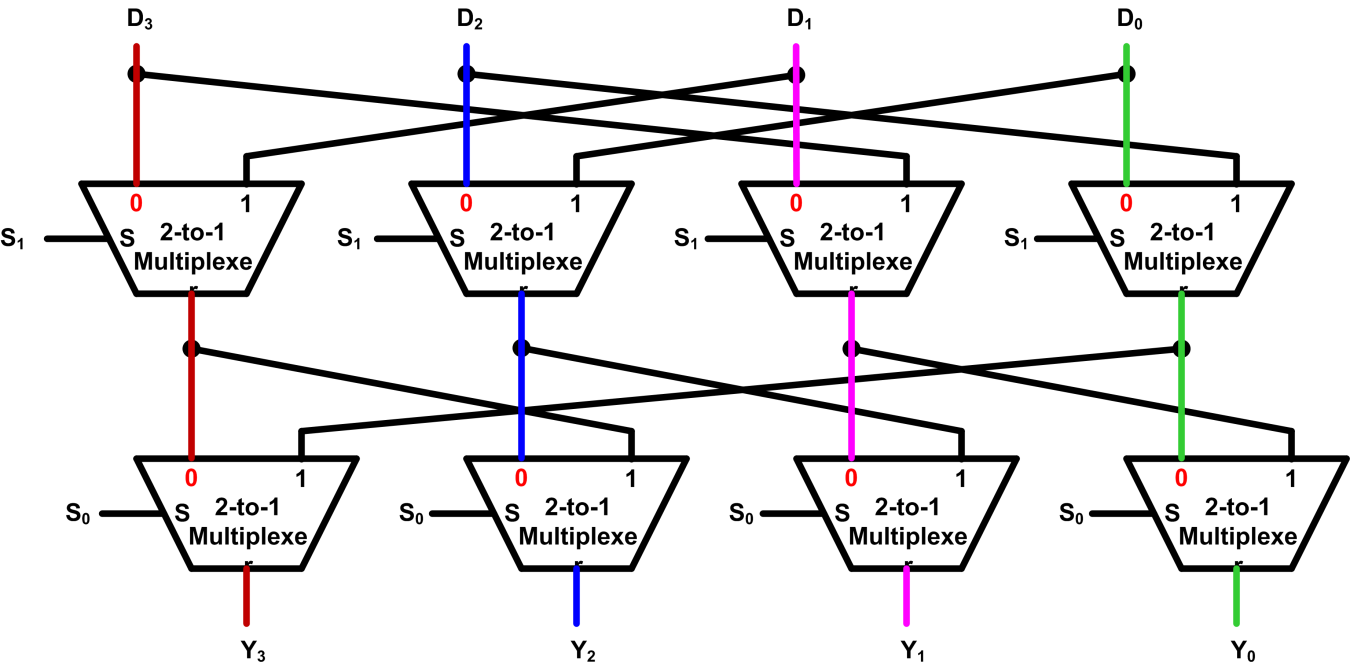 D₃ D₂ D₁ D₀
0 1 0 1 0 1 0 1
S₁ S 2-to-1 S₁ S 2-to-1 S₁ S 2-to-1 S₁ S 2-to-1
Multiplexe Multiplexe Multiplexe Multiplexe
r r r r
0 1 0 1 0 1 0 1
S₀ S 2-to-1 S₀ S 2-to-1 S₀ S 2-to-1 S₀ S 2-to-1
Multiplexe Multiplexe Multiplexe Multiplexe
r r r r
Y₃ Y₂ Y₁ Y₀